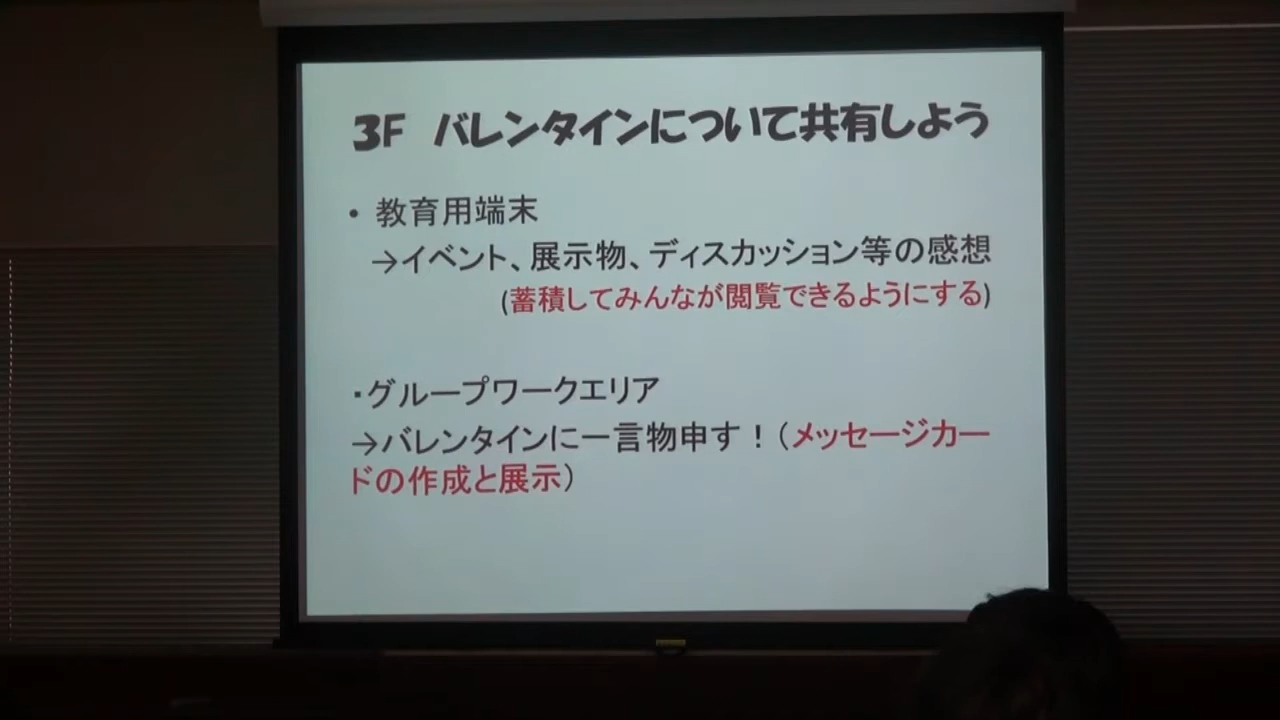 3F バレンタインについて共有しよう
• 教育用端末
→イベント、展示物、ディスカッション等の感想
(蓄積してみんなが閲覧できるようにする)
・グループワークエリア
→バレンタインに一言物申す！（メッセージカー
ドの作成と展示）